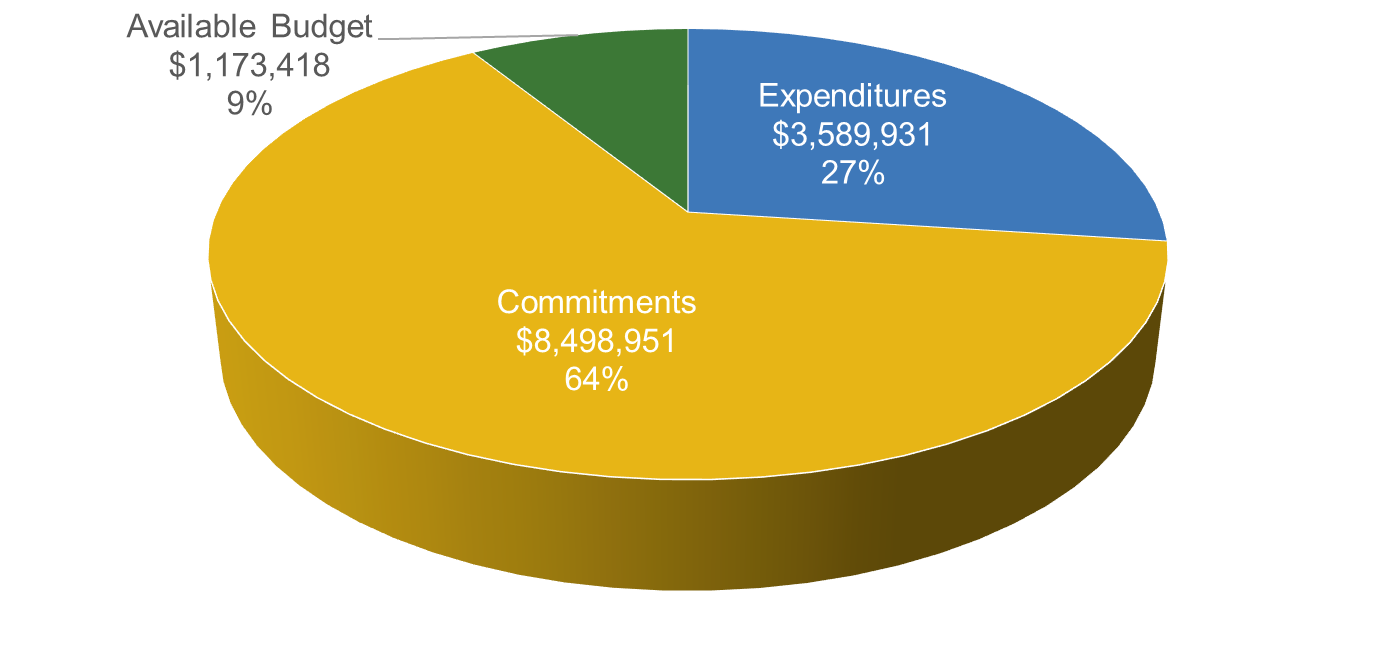 Available Budget
$1,173,418
9%
Expenditures
$3,589,931
27%
Commitments
$8,498,951
64%